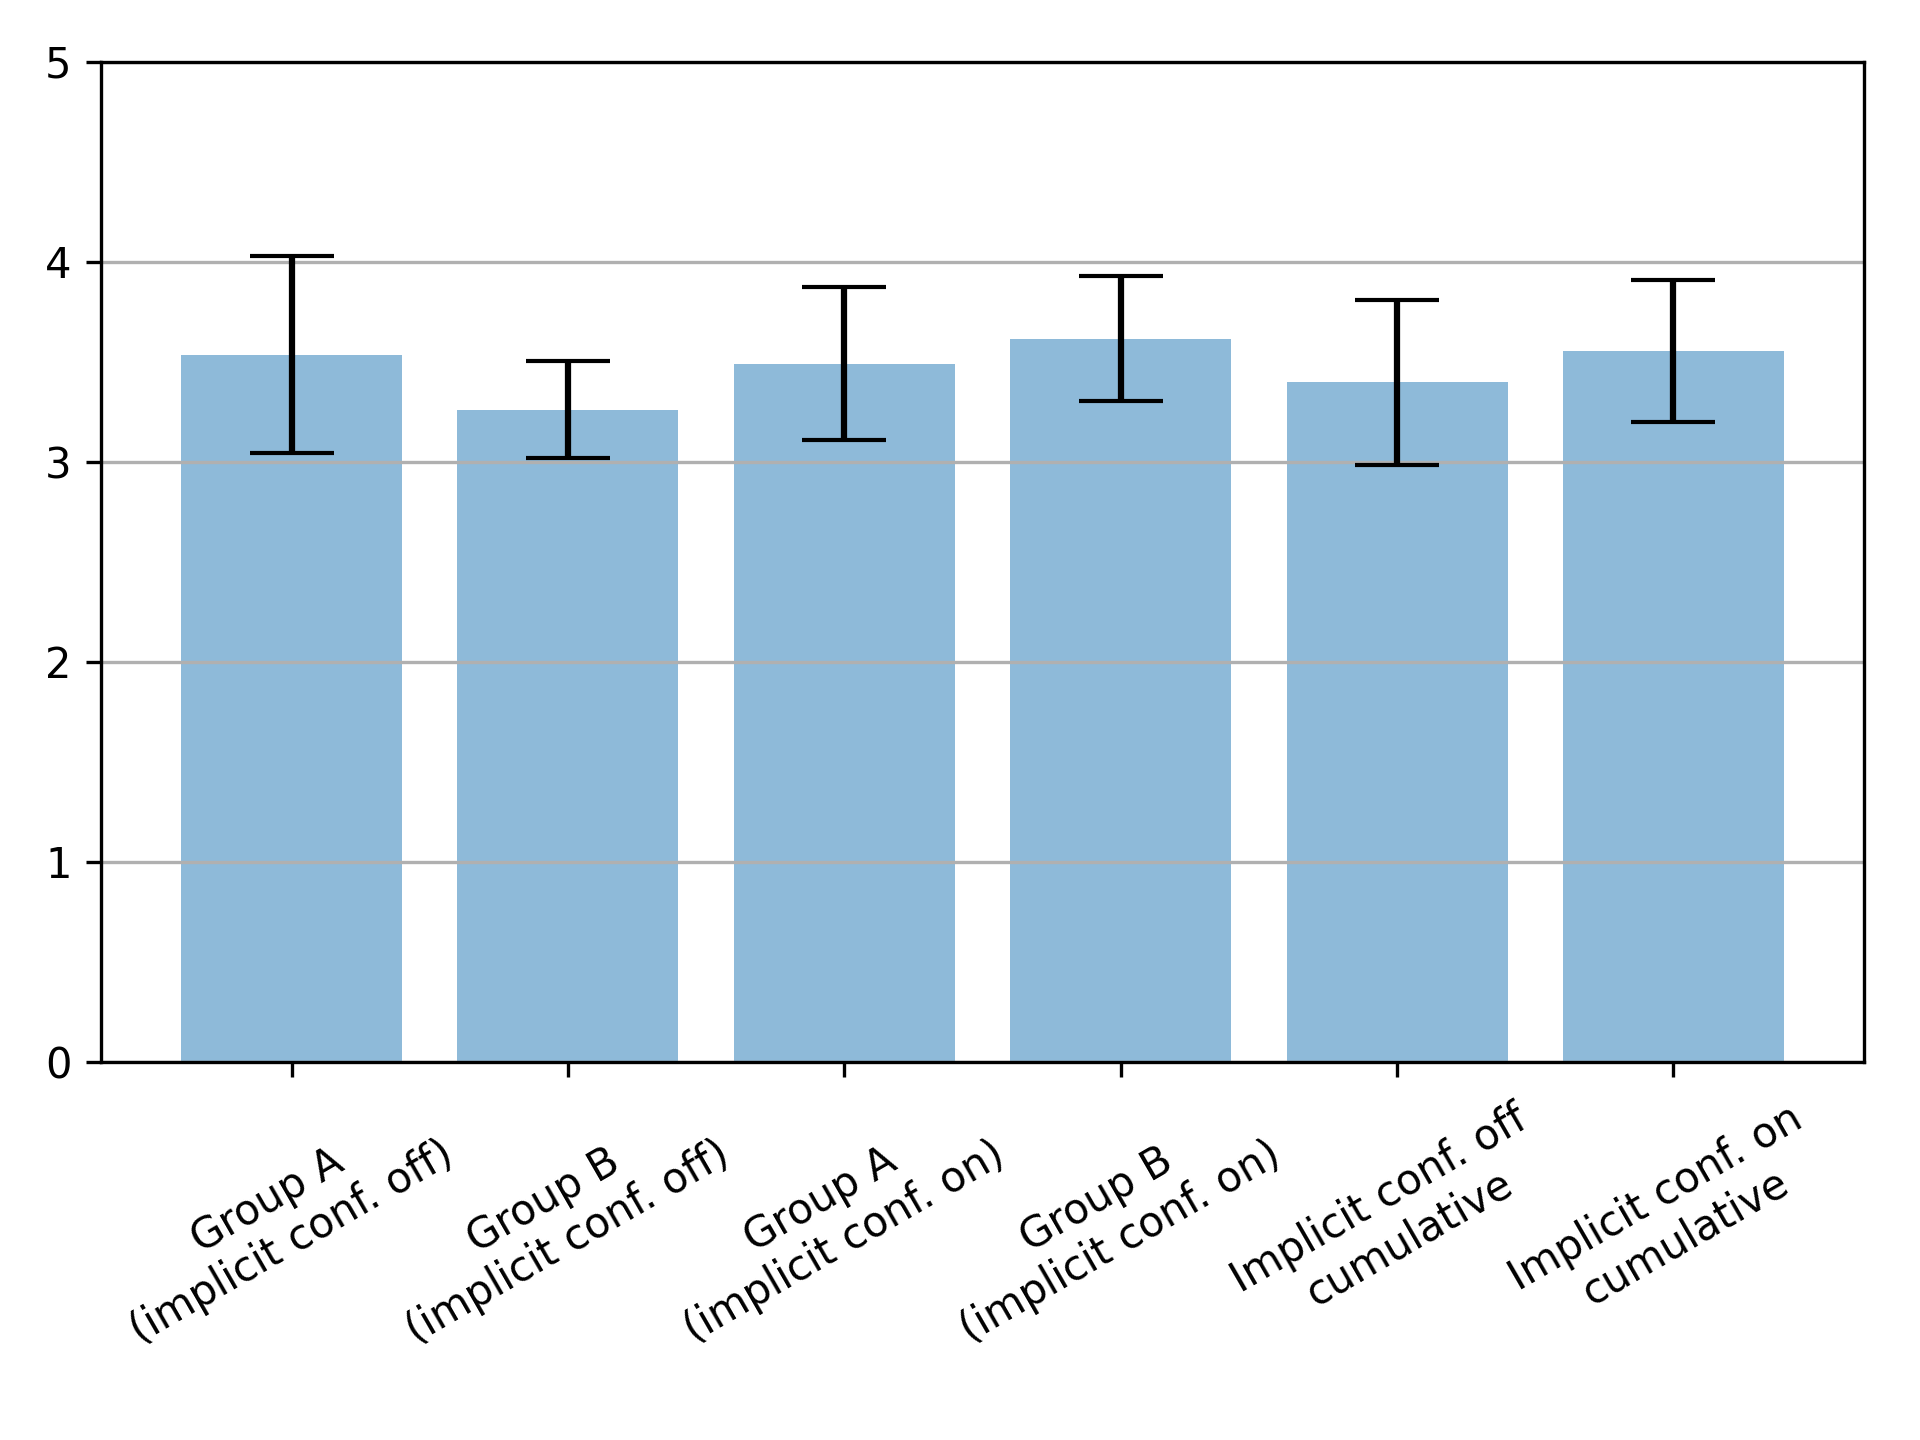 5
4
3
2
1
0
Group A
(implicit conf. off)
Group B
(implicit conf. off)
Group A
(implicit conf. on)
Group B
(implicit conf. on)
Implicit conf. off
cumulative
Implicit conf. on
cumulative